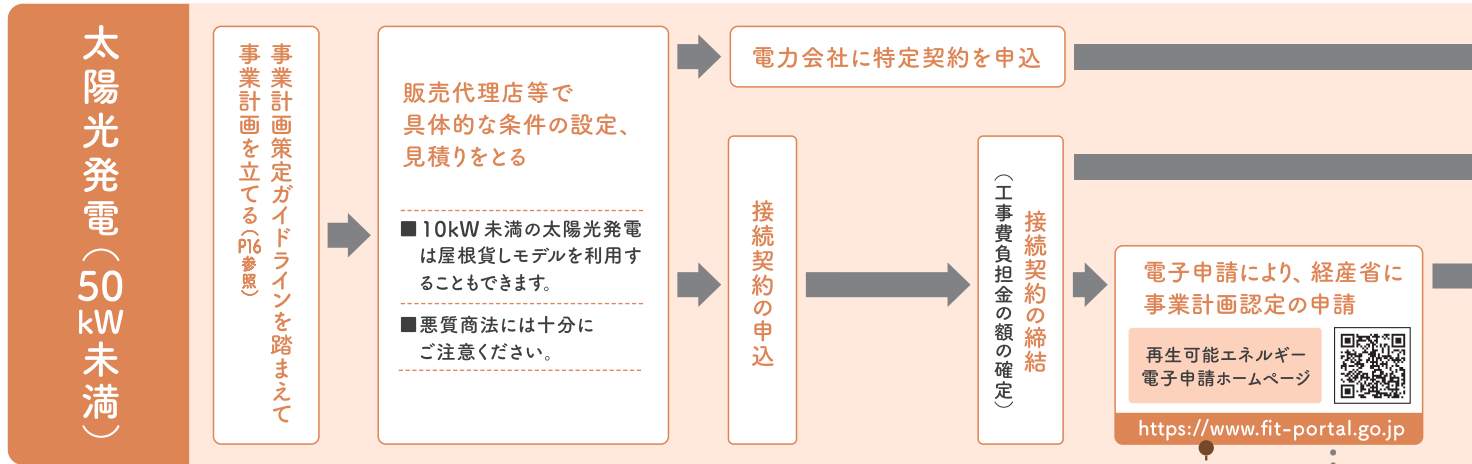 太陽光発電(50kW未満)
事業計画策定ガイドラインを踏まえて
事業計画を立てる(P16参照)
販売代理店等で
具体的な条件の設定、
見積りをとる
■10kW 未満の太陽光発電
は屋根貸しモデルを利用す
ることもできます。
■悪質商法には十分に
ご注意ください。
電力会社に特定契約を申込
接続契約の申込
接続契約の締結
(工事費負担金の額の確定)
電子申請により、経産省に
事業計画認定の申請
再生可能エネルギー
電子申請ホームページ
https://www.fit-portal.go.jp